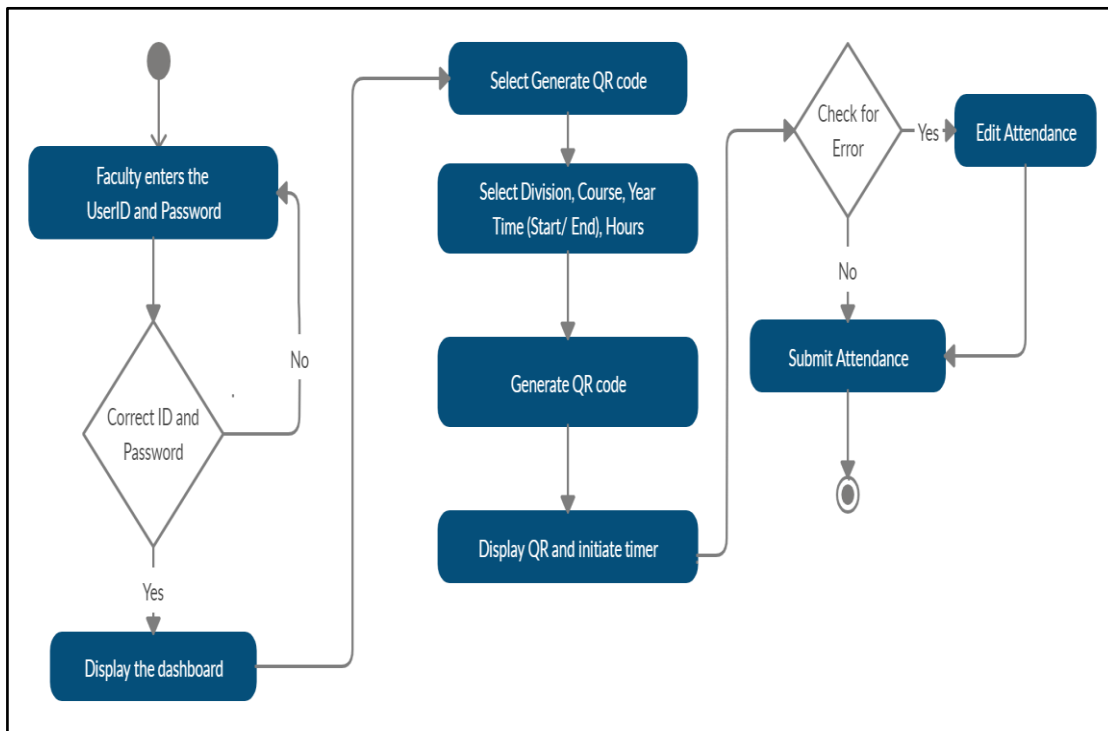 Faculty enters the
UserID and Password
Correct ID and
Password
No
Yes
Display the dashboard
Select Generate QR code
Select Division, Course, Year
Time (Start/ End), Hours
Generate QR code
Display QR and initiate timer
Check for
Error
Yes
Edit Attendance
No
Submit Attendance